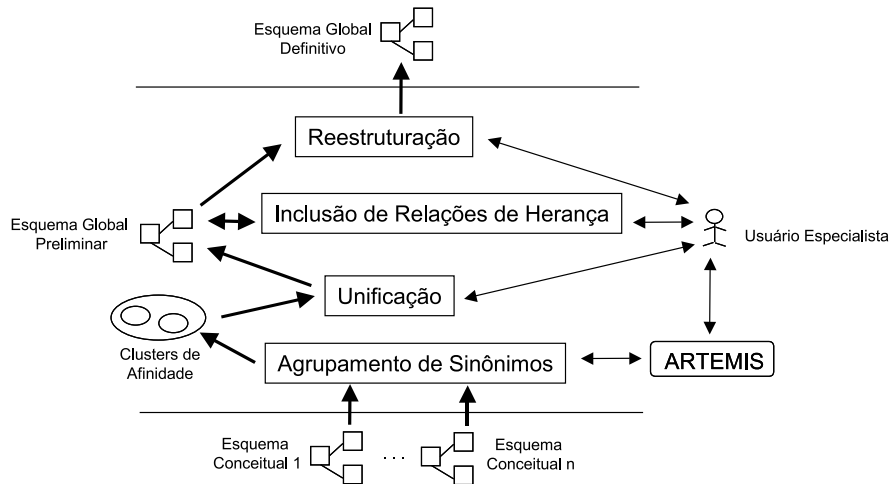 Esquema Global
Definitivo
Reestruturação
Inclusão de Relações de Herança
Esquema Global
Preliminar
Usuário Especialista
Unificação
Clusters de
Afinidade
Agrupamento de Sinônimos
ARTEMIS
Esquema
Conceitual 1
. . .
Esquema
Conceitual n